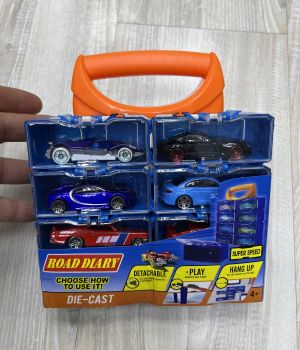 ROAD DIARY
CHOOSE HOW
TO USE IT!
DIE-CAST
DETACHABLE
PLAY
HANG UP
SUPER SPEED
4+